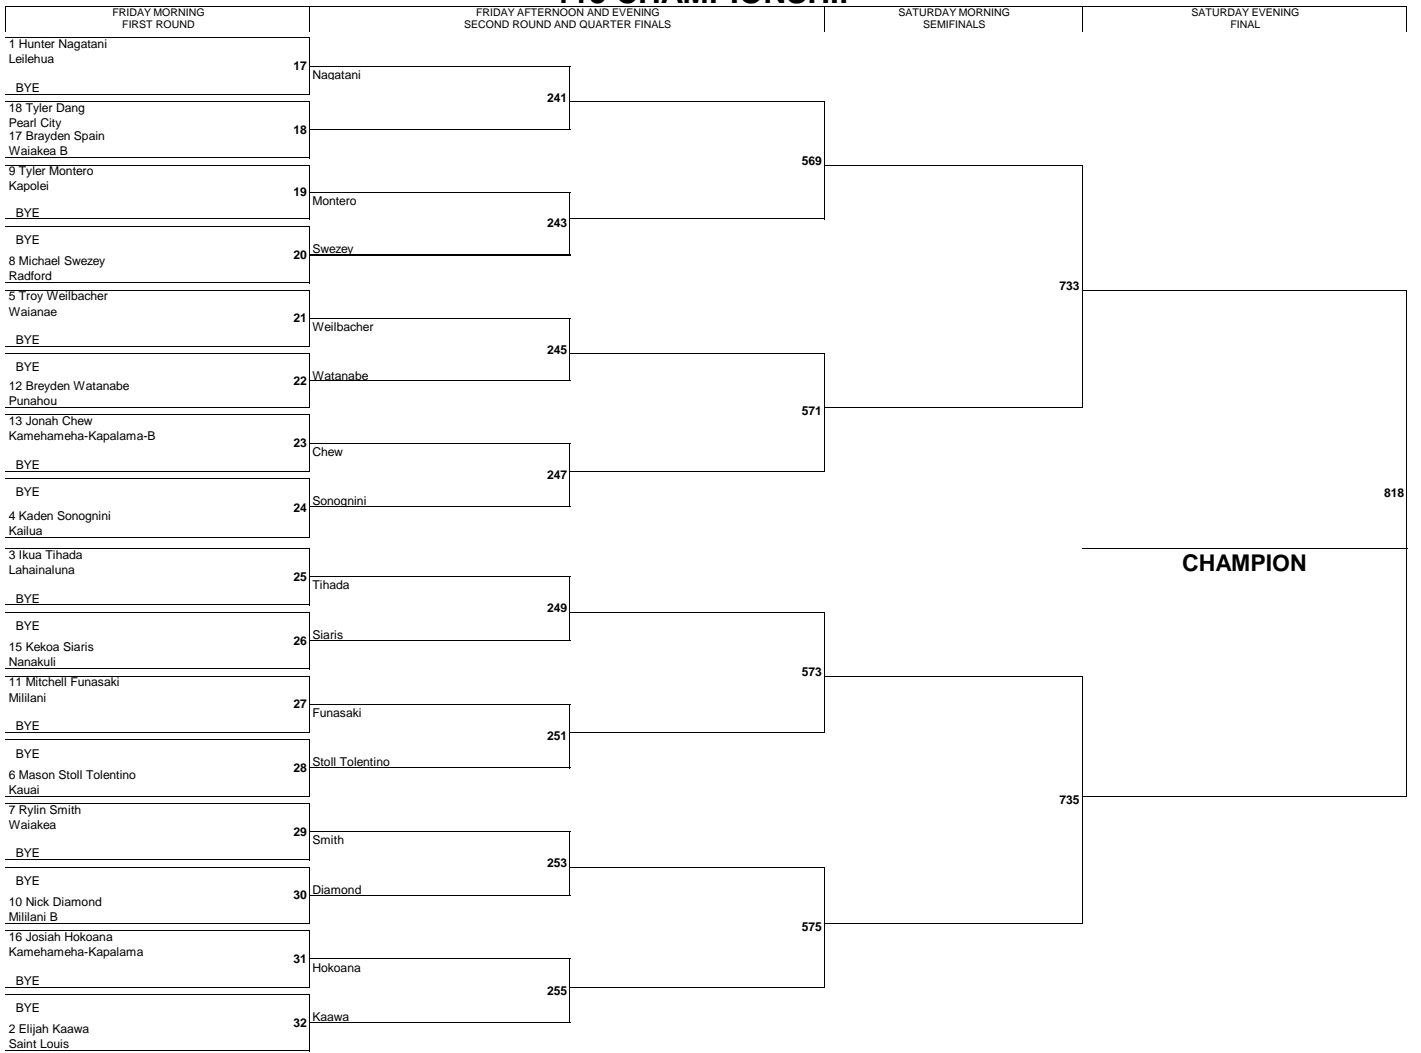 FRIDAY MORNING
FIRST ROUND
FRIDAY AFTERNOON AND EVENING
SECOND ROUND AND QUARTER FINALS
SATURDAY MORNING
SEMIFINALS
SATURDAY EVENING
FINAL
1 Hunter Nagatani
Leilehua
17
BYE
18 Tyler Dang
Pearl City
18
17 Brayden Spain
Waiakea B
9 Tyler Montero
Kapolei
19
BYE
BYE
20
8 Michael Swezey
Radford
5 Troy Weilbacher
Waianae
21
BYE
BYE
22
12 Breyden Watanabe
Punahou
13 Jonah Chew
Kamehameha-Kapalama-B
23
BYE
BYE
24
4 Kaden Sonognini
Kailua
3 Ikua Tihada
Lahainaluna
25
BYE
BYE
26
15 Kekoa Siaris
Nanakuli
11 Mitchell Funasaki
Mililani
27
BYE
BYE
28
6 Mason Stoll Tolentino
Kauai
7 Rylin Smith
Waiakea
29
BYE
BYE
30
10 Nick Diamond
Mililani B
16 Josiah Hokoana
Kamehameha-Kapalama
31
BYE
BYE
32
2 Elijah Kaawa
Saint Louis
Nagatani
241
Montero
243
Swezey
Weilbacher
245
Watanabe
Chew
247
Sonognini
Tihada
249
Siaris
Funasaki
251
Stoll Tolentino
Smith
253
Diamond
Hokoana
255
Kaawa
569
571
573
575
733
735
818
CHAMPION